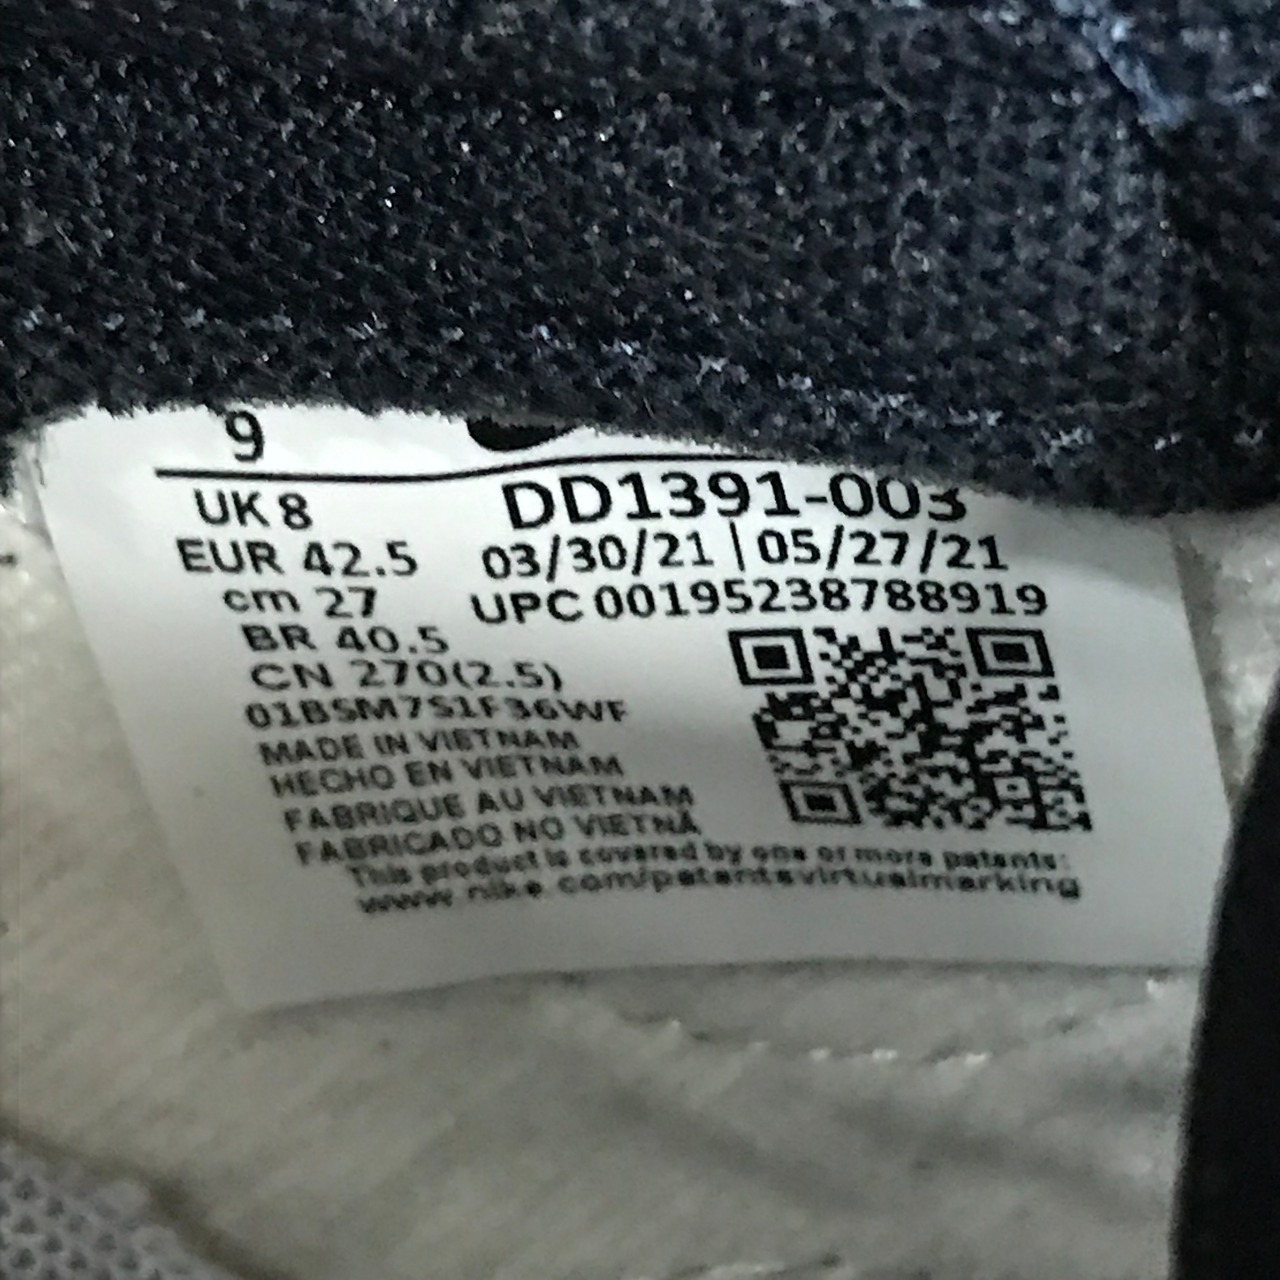 9
UK 8
EUR 42.5
cm 27
BR 40.5
CN 270(2.5)
01BSM7S1F36WF
MADE IN VIETNAM
HECHO EN VIETNAM
FABRIQUE AU VIETNAM
FABRICADO NO VIETNÃ
DD1391-003
03/30/21 | 05/27/21
UPC 00195238788919
This product is covered by one or more patents:
www.nike.com/patentsvirtualmarking